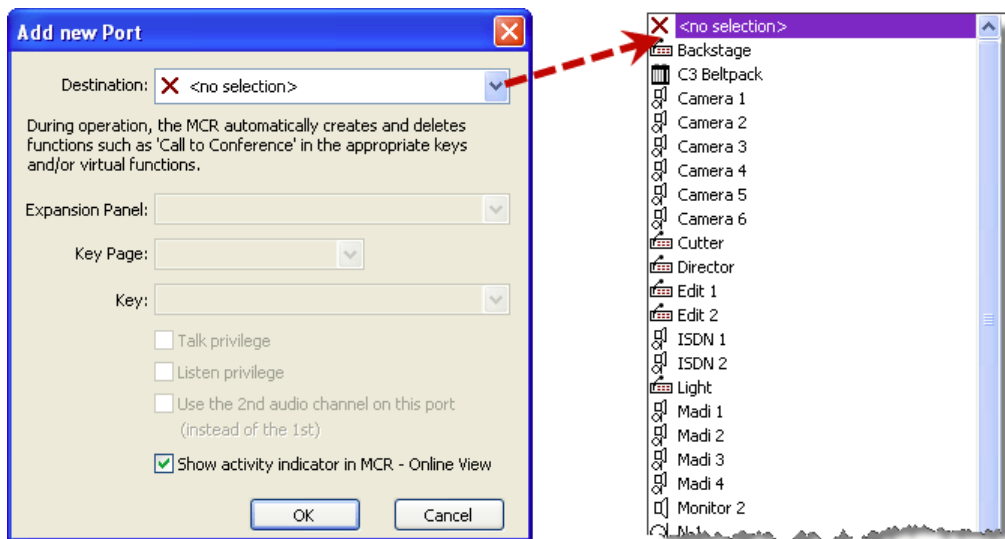 Add new Port
Destination:
<no selection>
During operation, the MCR automatically creates and deletes
functions such as 'Call to Conference' in the appropriate keys
and/or virtual functions.
Expansion Panel:
Key Page:
Key:
Talk privilege
Listen privilege
Use the 2nd audio channel on this port
(instead of the 1st)
Show activity indicator in MCR - Online View
OK
Cancel
<no selection>
Backstage
C3 Beltpack
Camera 1
Camera 2
Camera 3
Camera 4
Camera 5
Camera 6
Cutter
Director
Edit 1
Edit 2
ISDN 1
ISDN 2
Light
Madi 1
Madi 2
Madi 3
Madi 4
Monitor 2